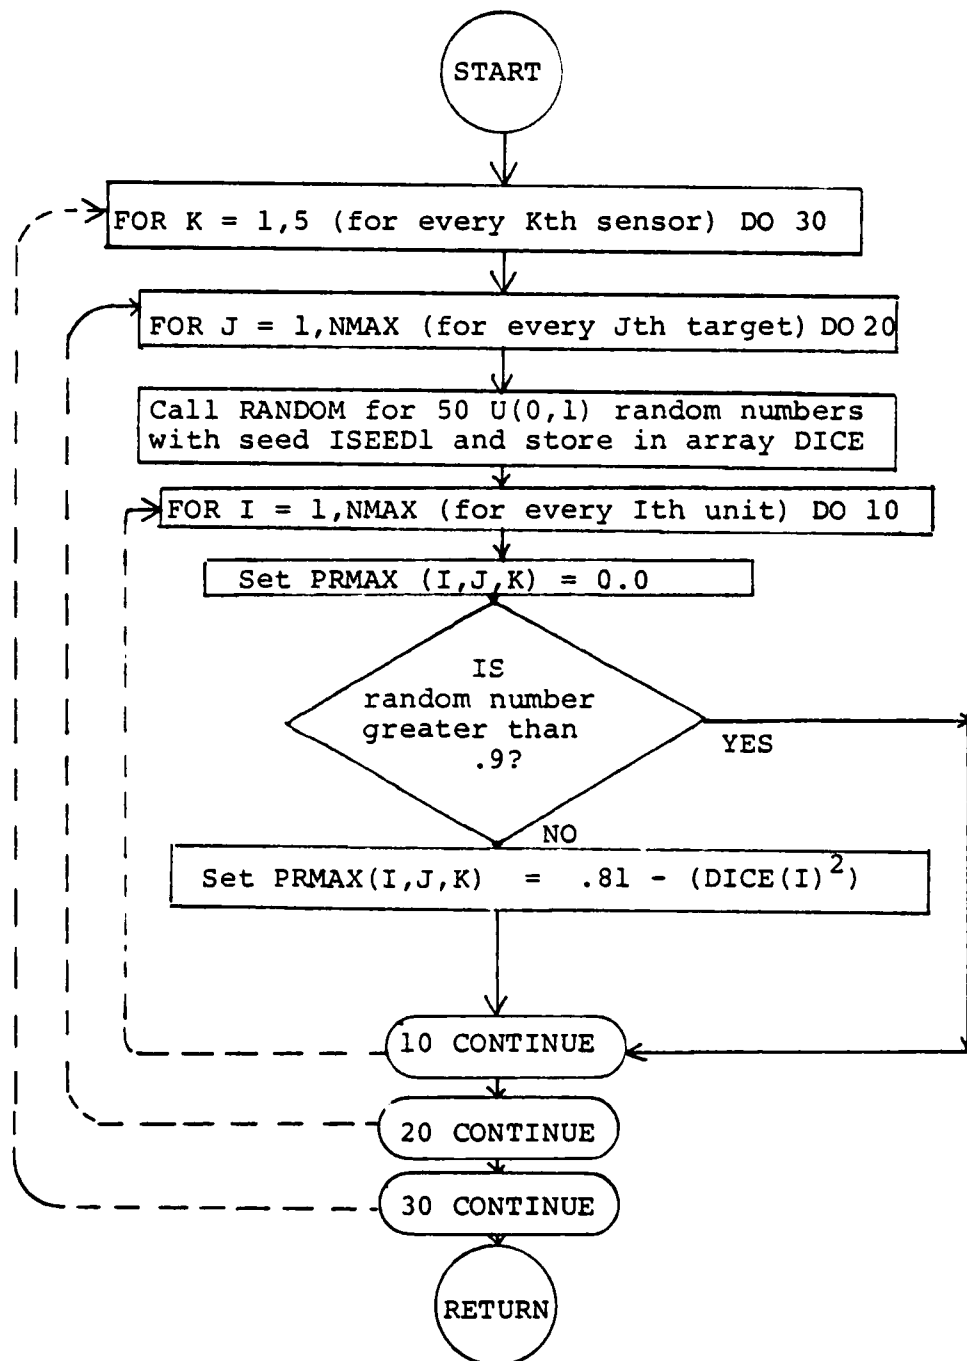 START
FOR K = 1,5 (for every Kth sensor) DO 30
FOR J = 1,NMAX (for every Jth target) DO 20
Call RANDOM for 50 U(0,1) random numbers
with seed ISEED1 and store in array DICE
FOR I = 1,NMAX (for every Ith unit) DO 10
Set PRMAX (I,J,K) = 0.0
IS
random number
greater than
.9?
YES
NO
Set PRMAX(I,J,K) = .81 - (DICE(I)²)
10 CONTINUE
20 CONTINUE
30 CONTINUE
RETURN